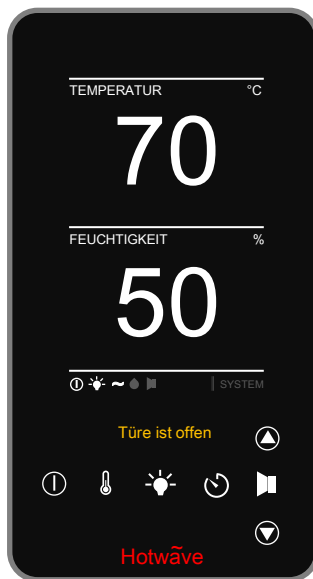 TEMPERATUR °C
70
FEUCHTIGKEIT %
50
SYSTEM
Türe ist offen
Hotwãve